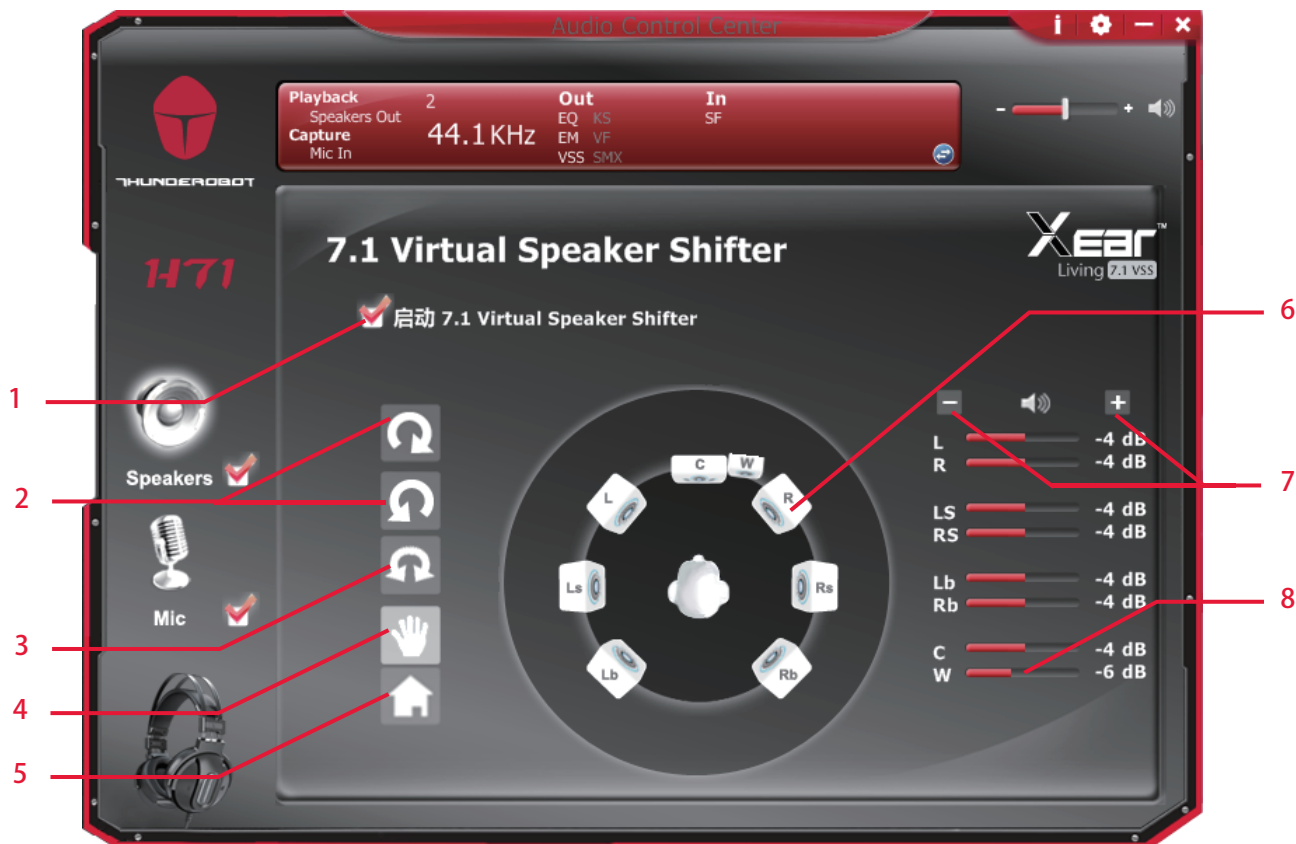 Audio Control Center
i
Playback 2 Out In
Speakers Out EQ KS SF
Capture 44.1KHz EM VF
Mic In VSS SMX
- +
THUNDEROBOT
H71
7.1 Virtual Speaker Shifter
Xear™
Living 7.1 VSS
启动 7.1 Virtual Speaker Shifter
6
1
Speakers
2
Mic
3
4
5
C W
L R
Ls Rs
Lb Rb
- +
L -4 dB
R -4 dB
7
LS -4 dB
RS -4 dB
Lb -4 dB
Rb -4 dB
8
C -4 dB
W -6 dB